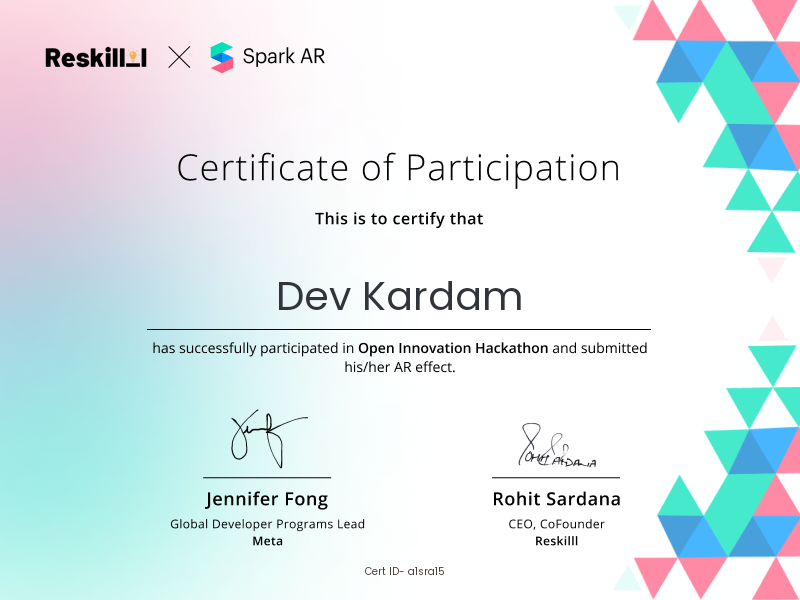 Reskilll X Spark AR
Certificate of Participation
This is to certify that
Dev Kardam
has successfully participated in Open Innovation Hackathon and submitted
his/her AR effect.
Jennifer Fong
Global Developer Programs Lead
Meta
Rohit Sardana
CEO, CoFounder
Reskilll
Cert ID- a1sra15